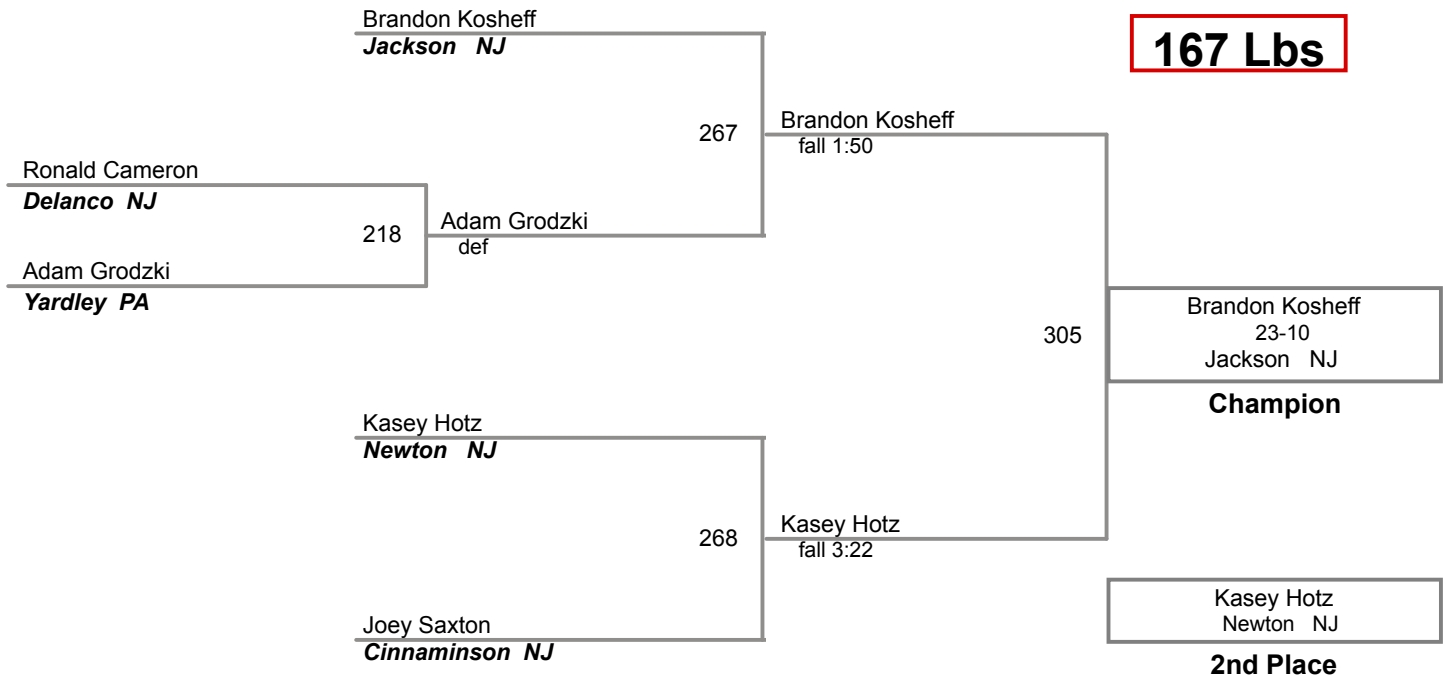 Brandon Kosheff
Jackson NJ
167 Lbs
267
Brandon Kosheff
fall 1:50
Ronald Cameron
Delanco NJ
218
Adam Grodzki
def
Adam Grodzki
Yardley PA
305
Brandon Kosheff
23-10
Jackson NJ
Champion
Kasey Hotz
Newton NJ
268
Kasey Hotz
fall 3:22
Joey Saxton
Cinnaminson NJ
Kasey Hotz
Newton NJ
2nd Place